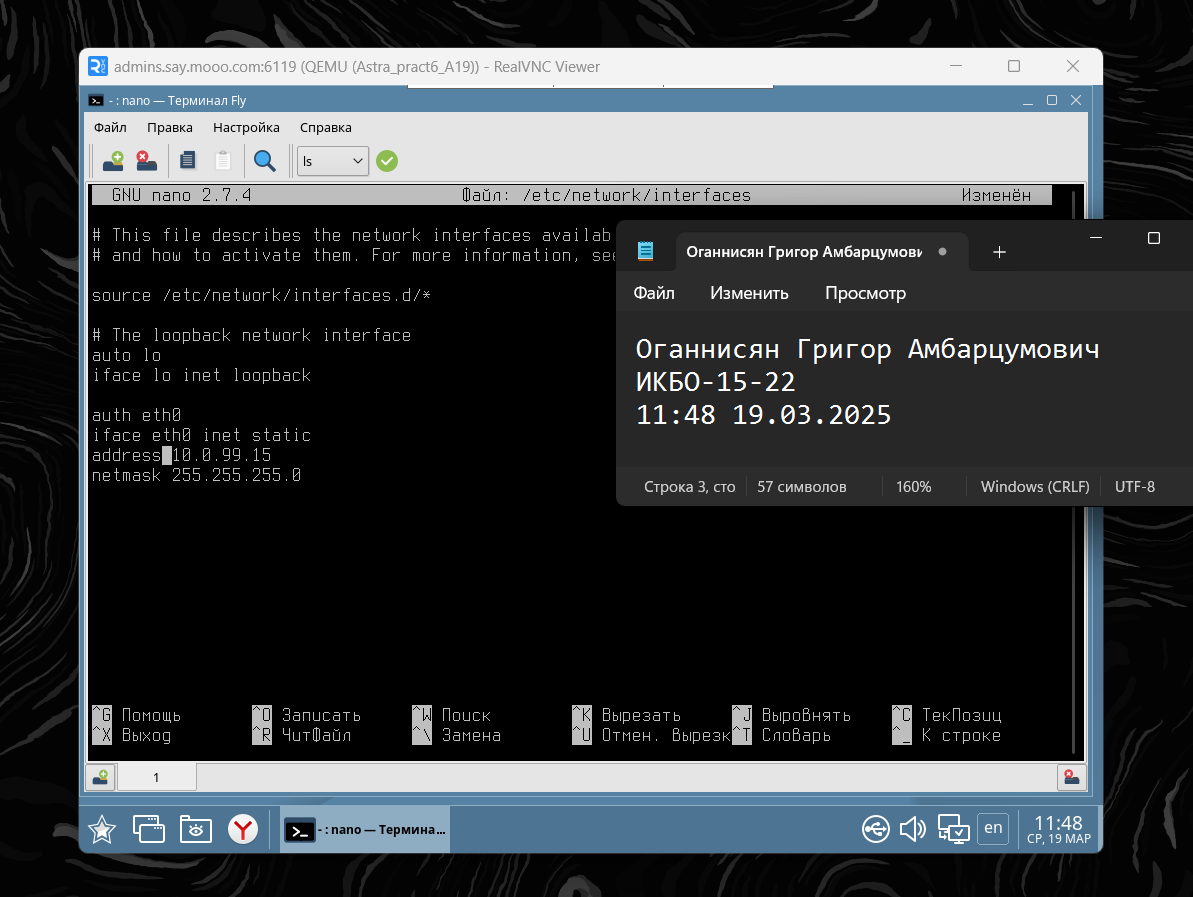 admins.say.mooo.com:6119 (QEMU (Astra_pract6_A19)) - RealVNC Viewer
- : nano — Терминал Fly
Файл Правка Настройка Справка
ls
GNU nano 2.7.4 Файл: /etc/network/interfaces Изменён
# This file describes the network interfaces availab
# and how to activate them. For more information, see
source /etc/network/interfaces.d/*
# The loopback network interface
auto lo
iface lo inet loopback
auth eth0
iface eth0 inet static
address 10.0.99.15
netmask 255.255.255.0
Оганнисян Григор Амбарцумови
Файл Изменить Просмотр
Оганнисян Григор Амбарцумович
ИКБО-15-22
11:48 19.03.2025
Строка 3, сто 57 символов 160% Windows (CRLF) UTF-8
^G Помощь ^O Записать ^W Поиск ^K Вырезать ^J Выровнять ^C ТекПозиц
^X Выход ^R ЧитФайл ^\ Замена ^U Отмен. Вырезк ^T Словарь ^_ К строке
1
- : nano — Термина...
en
11:48
СР, 19 МАР